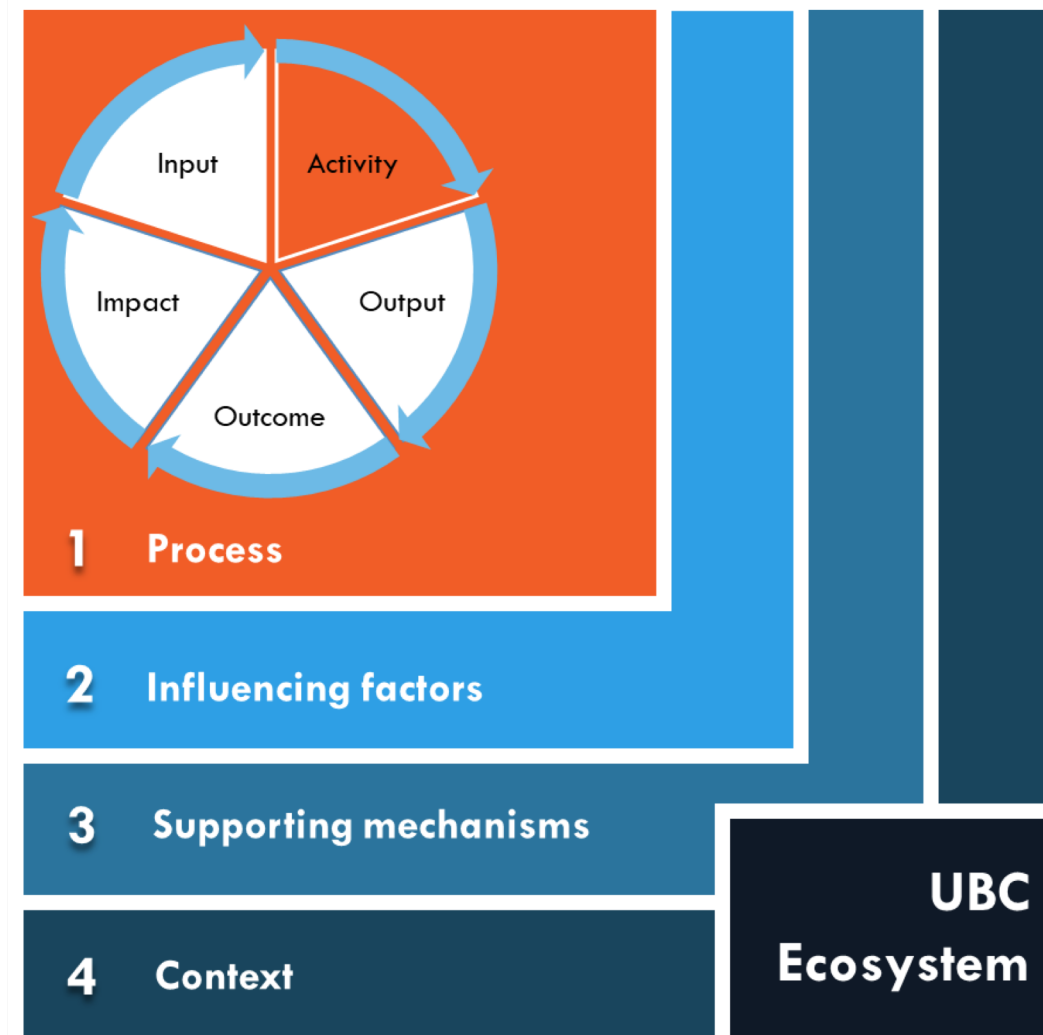 Input
Activity
Impact
Output
Outcome
1 Process
2 Influencing factors
3 Supporting mechanisms
4 Context
UBC
Ecosystem